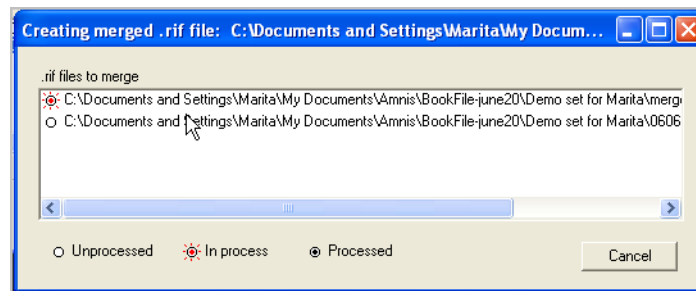 Creating merged .rif file: C:\Documents and Settings\Marita\My Docum...
.rif files to merge
C:\Documents and Settings\Marita\My Documents\Amnis\BookFile-june20\Demo set for Marita\merg
C:\Documents and Settings\Marita\My Documents\Amnis\BookFile-june20\Demo set for Marita\0606
Unprocessed In process Processed Cancel